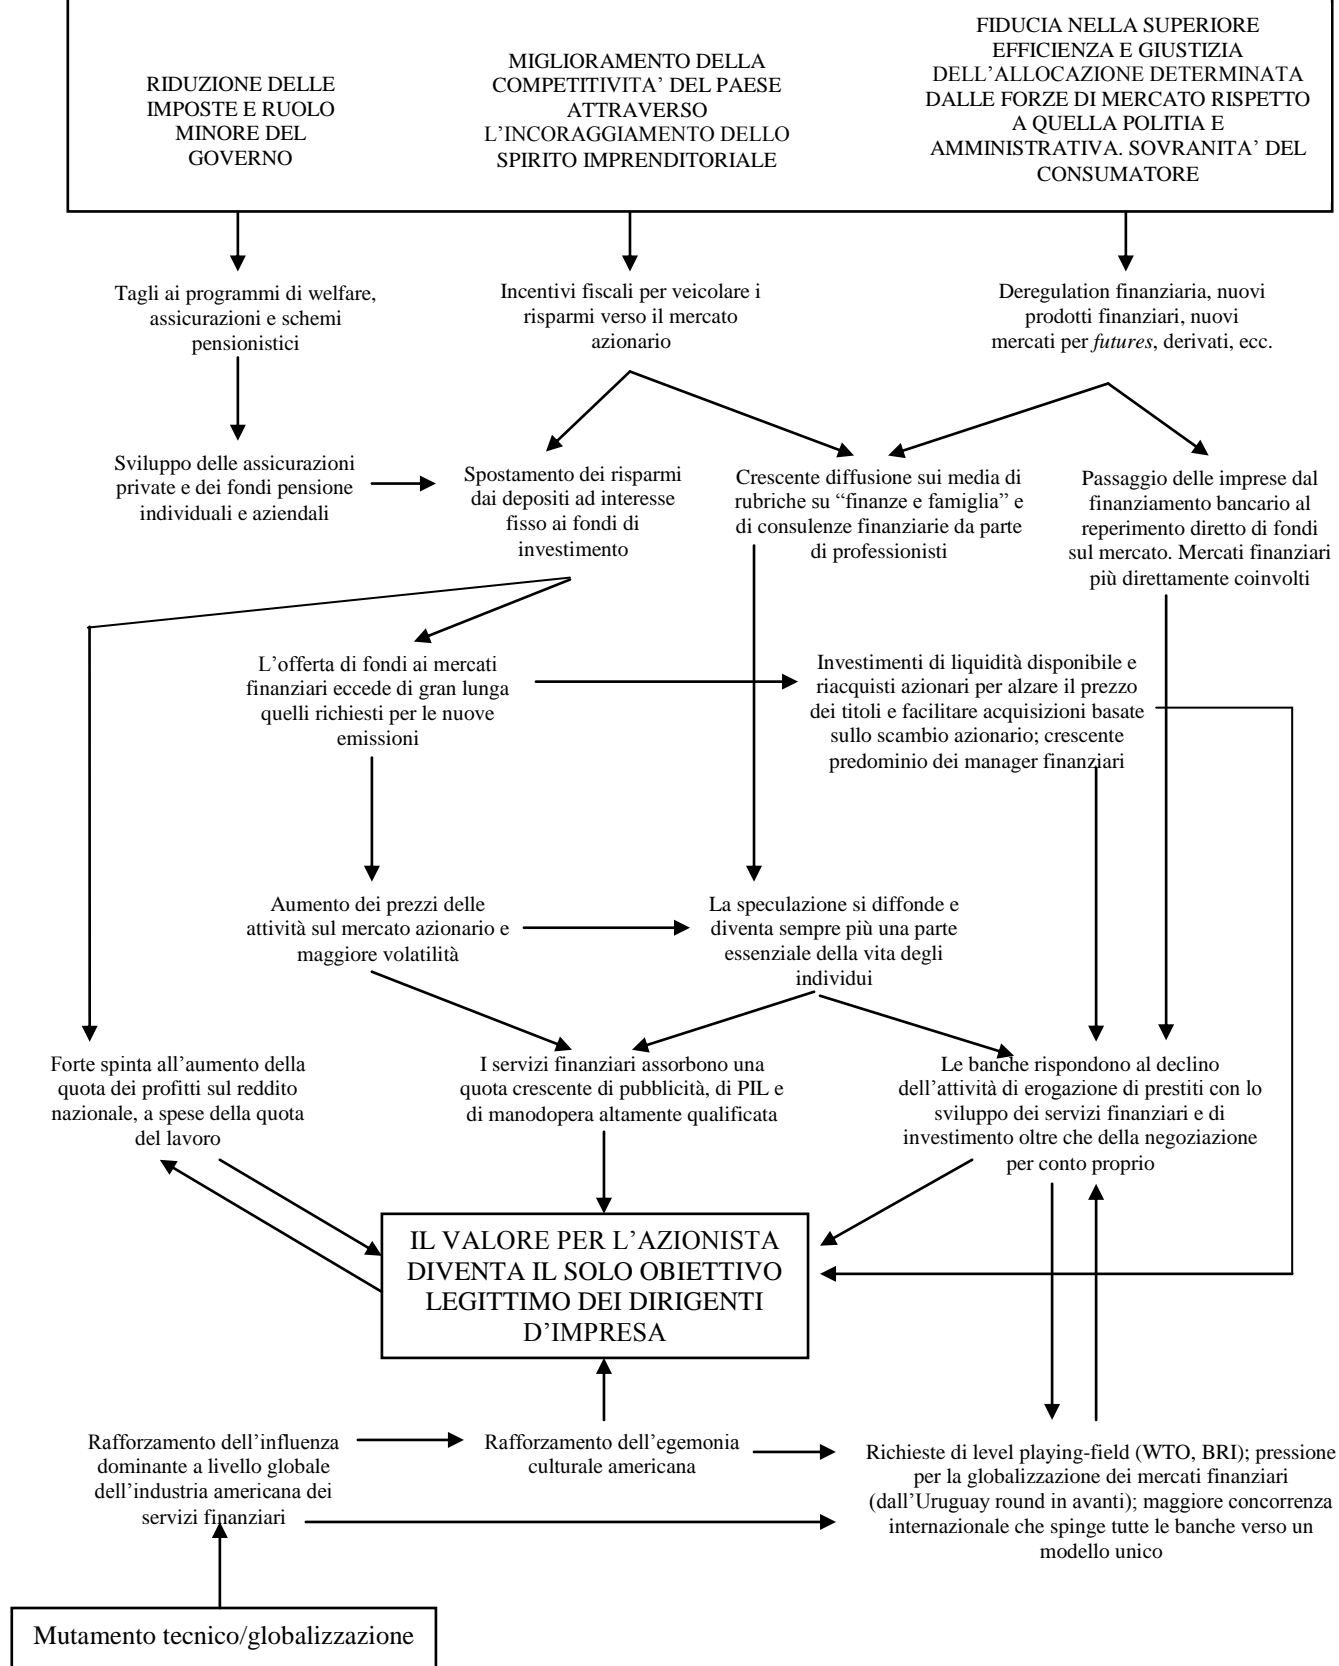 RIDUZIONE DELLE
IMPOSTE E RUOLO
MINORE DEL
GOVERNO
MIGLIORAMENTO DELLA
COMPETITIVITA’ DEL PAESE
ATTRAVERSO
L’INCORAGGIAMENTO DELLO
SPIRITO IMPRENDITORIALE
FIDUCIA NELLA SUPERIORE
EFFICIENZA E GIUSTIZIA
DELL’ALLOCAZIONE DETERMINATA
DALLE FORZE DI MERCATO RISPETTO
A QUELLA POLITIA E
AMMINISTRATIVA. SOVRANITA’ DEL
CONSUMATORE
Tagli ai programmi di welfare,
assicurazioni e schemi
pensionistici
Incentivi fiscali per veicolare i
risparmi verso il mercato
azionario
Deregulation finanziaria, nuovi
prodotti finanziari, nuovi
mercati per futures, derivati, ecc.
Sviluppo delle assicurazioni
private e dei fondi pensione
individuali e aziendali
Spostamento dei risparmi
dai depositi ad interesse
fisso ai fondi di
investimento
Crescente diffusione sui media di
rubriche su “finanze e famiglia” e
di consulenze finanziarie da parte
di professionisti
Passaggio delle imprese dal
finanziamento bancario al
reperimento diretto di fondi
sul mercato. Mercati finanziari
più direttamente coinvolti
L’offerta di fondi ai mercati
finanziari eccede di gran lunga
quelli richiesti per le nuove
emissioni
Investimenti di liquidità disponibile e
riacquisti azionari per alzare il prezzo
dei titoli e facilitare acquisizioni basate
sullo scambio azionario; crescente
predominio dei manager finanziari
Aumento dei prezzi delle
attività sul mercato azionario e
maggiore volatilità
La speculazione si diffonde e
diventa sempre più una parte
essenziale della vita degli
individui
Forte spinta all’aumento della
quota dei profitti sul reddito
nazionale, a spese della quota
del lavoro
I servizi finanziari assorbono una
quota crescente di pubblicità, di PIL e
di manodopera altamente qualificata
Le banche rispondono al declino
dell’attività di erogazione di prestiti con lo
sviluppo dei servizi finanziari e di
investimento oltre che della negoziazione
per conto proprio
IL VALORE PER L’AZIONISTA
DIVENTA IL SOLO OBIETTIVO
LEGITTIMO DEI DIRIGENTI
D’IMPRESA
Rafforzamento dell’influenza
dominante a livello globale
dell’industria americana dei
servizi finanziari
Rafforzamento dell’egemonia
culturale americana
Richieste di level playing-field (WTO, BRI); pressione
per la globalizzazione dei mercati finanziari
(dall’Uruguay round in avanti); maggiore concorrenza
internazionale che spinge tutte le banche verso un
modello unico
Mutamento tecnico/globalizzazione